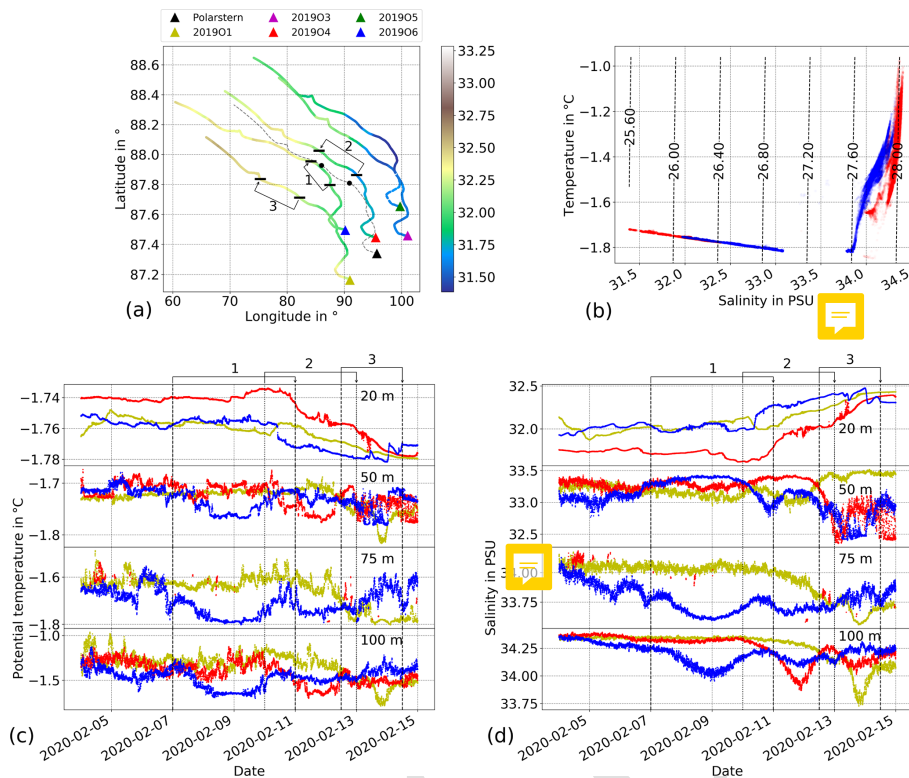 Polarstern
2019O3
2019O5
2019O1
2019O4
2019O6
88.6
88.4
88.2
88.0
87.8
87.6
87.4
87.2
Latitude in °
60 70 80 90 100
Longitude in °
(a)
1
2
3
33.25
33.00
32.75
32.50
32.25
32.00
31.75
31.50
−1.0
−1.2
−1.4
−1.6
−1.8
Temperature in °C
25.60
26.00
26.40
26.80
27.20
27.60
28.00
31.5 32.0 32.5 33.0 33.5 34.0 34.5
Salinity in PSU
(b)
1 2 3
−1.74
−1.76
−1.78
20 m
−1.7
−1.8
50 m
−1.6
−1.8
75 m
−1.0
−1.5
100 m
Potential temperature in °C
2020-02-05 2020-02-07 2020-02-09 2020-02-11 2020-02-13 2020-02-15
Date
(c)
1 2 3
32.5
32.0
20 m
33.5
33.0
32.5
50 m
34.00
33.75
75 m
34.25
34.00
33.75
100 m
Salinity in PSU
2020-02-05 2020-02-07 2020-02-09 2020-02-11 2020-02-13 2020-02-15
Date
(d)